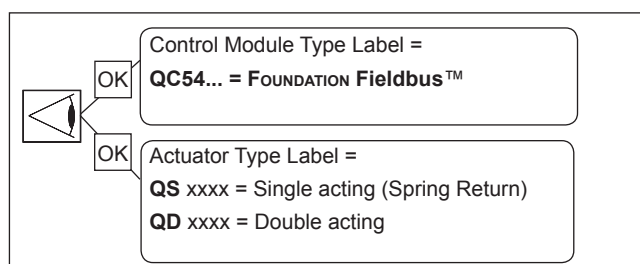 Control Module Type Label =
OK
QC54... = FOUNDATION Fieldbus™
OK
Actuator Type Label =
QS xxxx = Single acting (Spring Return)
QD xxxx = Double acting